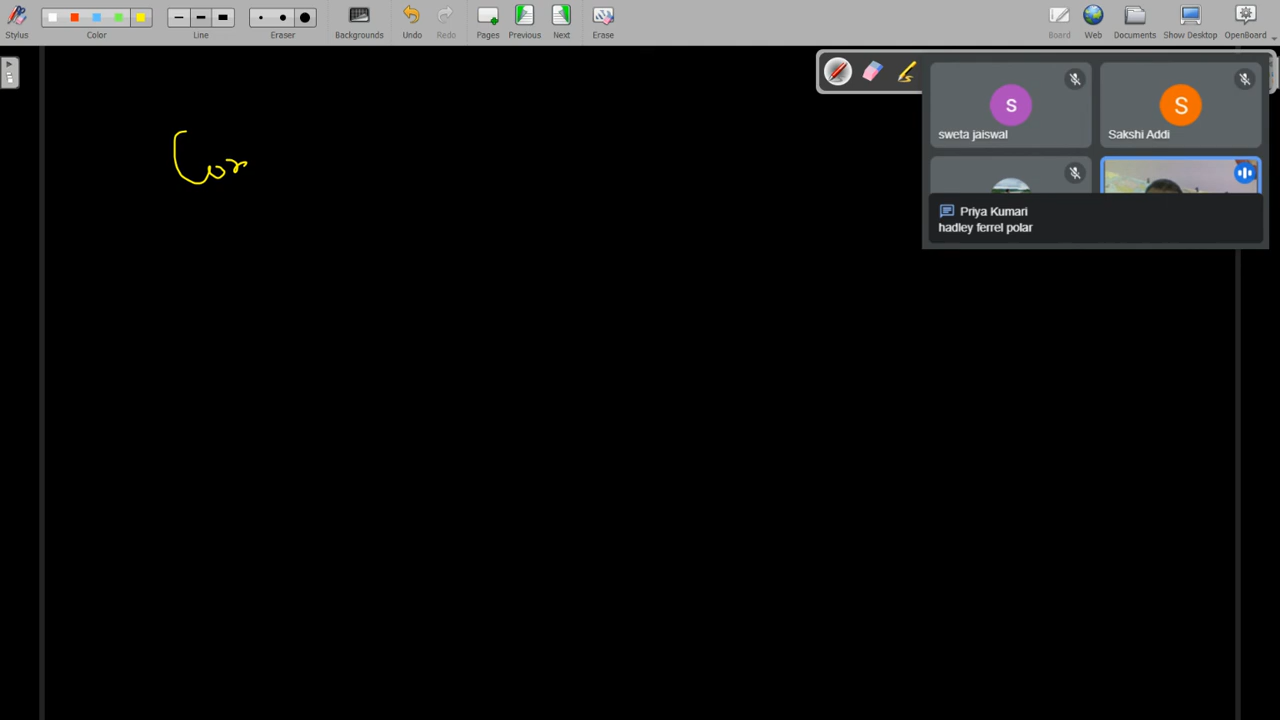 Stylus
Color
Line
Eraser
Backgrounds
Undo
Redo
Pages
Previous
Next
Erase
Board
Web
Documents
Show Desktop
OpenBoard
Cor
S
sweta jaiswal
S
Sakshi Addi
Priya Kumari
hadley ferrel polar